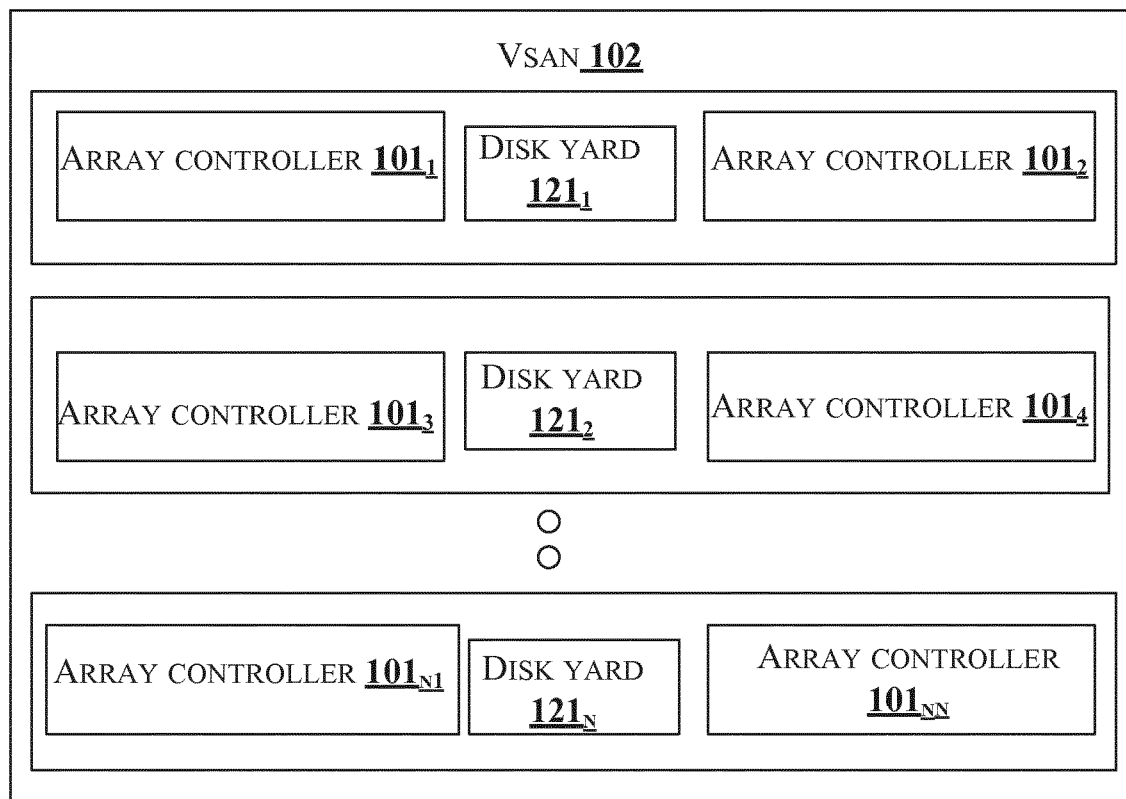 VSAN 102
ARRAY CONTROLLER 101₁
DISK YARD
121₁
ARRAY CONTROLLER 101₂
ARRAY CONTROLLER 101₃
DISK YARD
121₂
ARRAY CONTROLLER 101₄
ARRAY CONTROLLER 101N1
DISK YARD
121N
ARRAY CONTROLLER
101NN